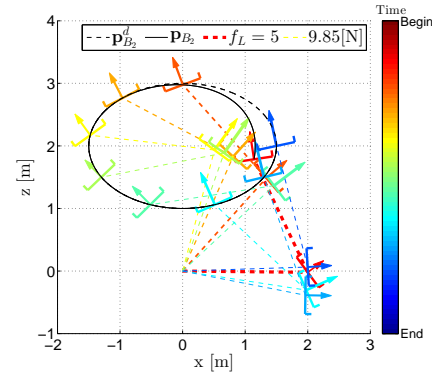 Time
Begin
p^d_{B_2} p_{B_2} f_L = 5 9.85[N]
4
3
2
1
0
−1
z [m]
−2 −1 0 1 2 3
x [m]
End